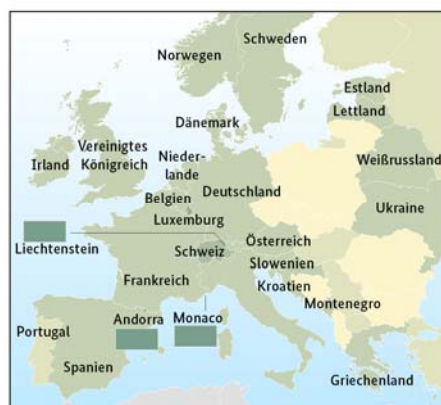 Schweden
Norwegen
Estland
Lettland
Dänemark
Vereinigtes
Königreich
Irland
Nieder-
lande
Weißrussland
Belgien
Deutschland
Ukraine
Luxemburg
Liechtenstein
Schweiz
Österreich
Slowenien
Frankreich
Kroatien
Montenegro
Andorra
Monaco
Portugal
Spanien
Griechenland